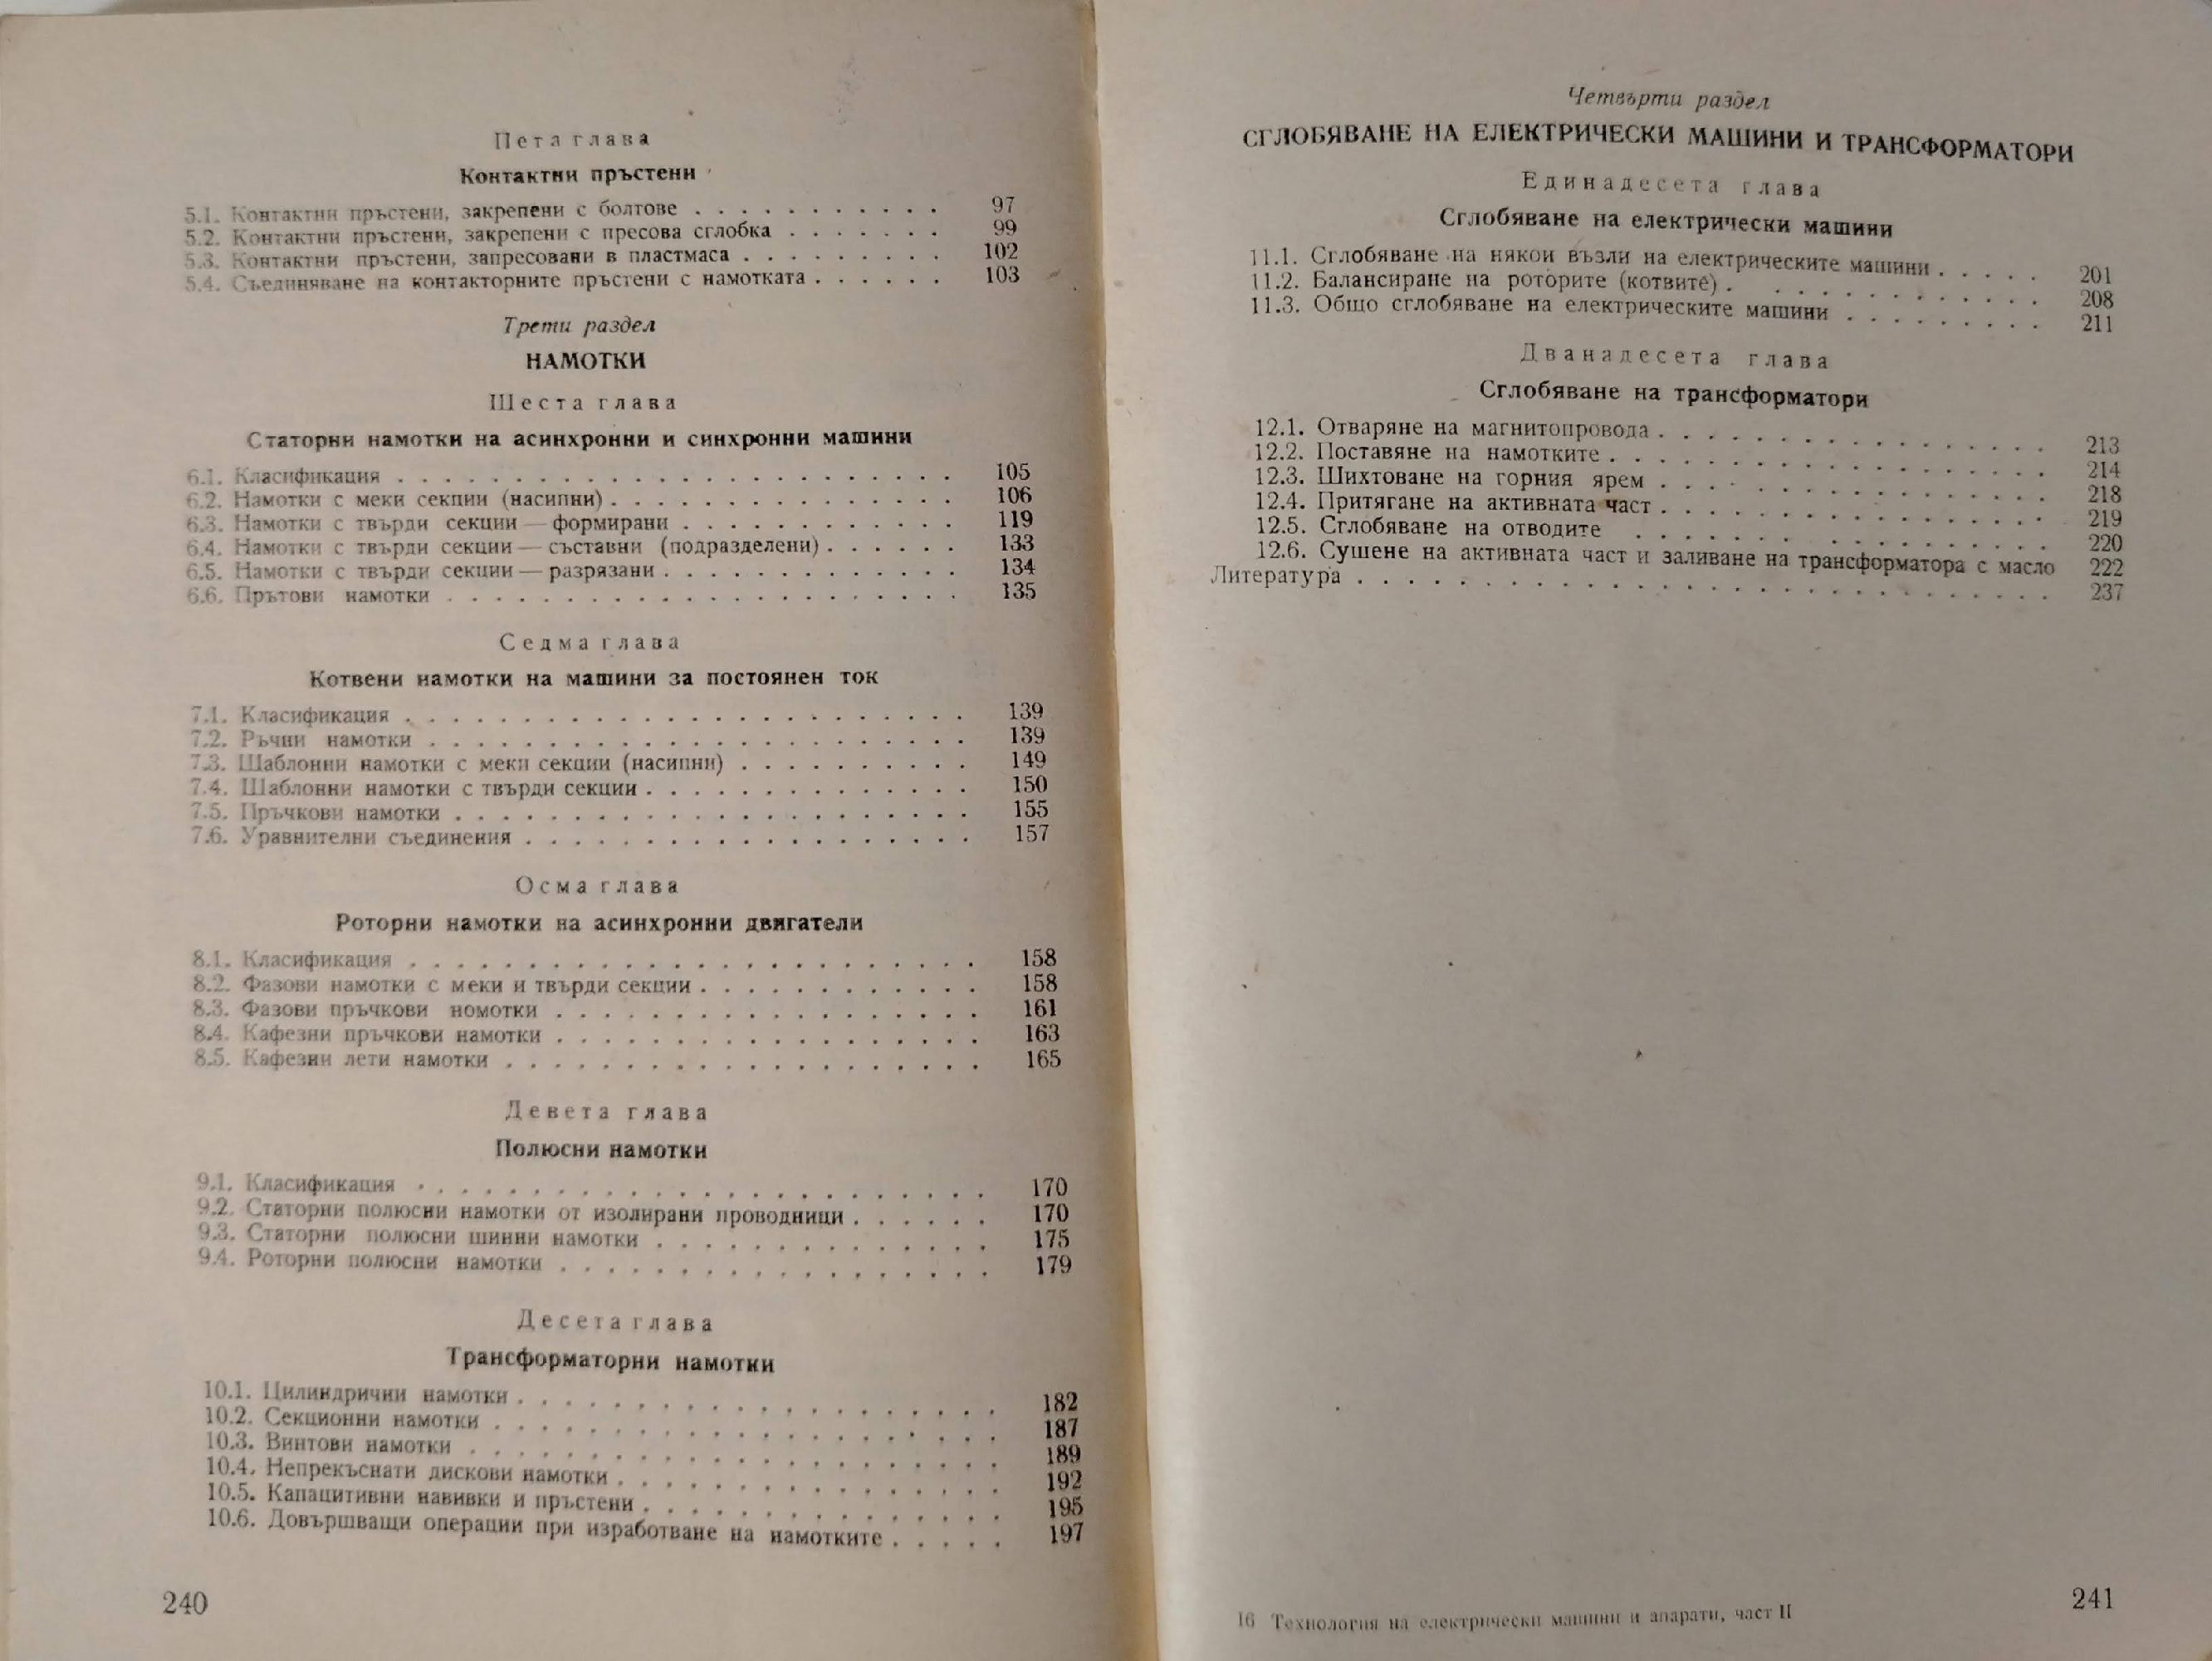 Пета глава
Контактни пръстени
5.1. Контактни пръстени, закрепени с болтове . . . . . . . . . . . 97
5.2. Контактни пръстени, закрепени с пресова сглобка . . . . . . . 99
5.3. Контактни пръстени, запресовани в пластмаса . . . . . . . . . 102
5.4. Съединяване на контакторните пръстени с намотката . . . . . . 103
Трети раздел
НАМОТКИ
Шеста глава
Статорни намотки на асинхронни и синхронни машини
6.1. Класификация . . . . . . . . . . . . . . . . . . . 105
6.2. Намотки с меки секции (насипни) . . . . . . . . . . . . 106
6.3. Намотки с твърди секции — формирани . . . . . . . . . . 119
6.4. Намотки с твърди секции — съставни (подразделени) . . . . . . 133
6.5. Намотки с твърди секции — разрязани . . . . . . . . . . . 134
6.6. Прътови намотки . . . . . . . . . . . . . . . . . . 135
Седма глава
Котвени намотки на машини за постоянен ток
7.1. Класификация . . . . . . . . . . . . . . . . . . . 139
7.2. Ръчни намотки . . . . . . . . . . . . . . . . . . 139
7.3. Шаблонни намотки с меки секции (насипни) . . . . . . . . . 149
7.4. Шаблонни намотки с твърди секции . . . . . . . . . . . . 150
7.5. Пръчкови намотки . . . . . . . . . . . . . . . . . . 155
7.6. Уравнителни съединения . . . . . . . . . . . . . . . . 157
Осма глава
Роторни намотки на асинхронни двигатели
8.1. Класификация . . . . . . . . . . . . . . . . . . . 158
8.2. Фазови намотки с меки и твърди секции . . . . . . . . . . 158
8.3. Фазови пръчкови номотки . . . . . . . . . . . . . . . 161
8.4. Кафезни пръчкови намотки . . . . . . . . . . . . . . . 163
8.5. Кафезни лети намотки . . . . . . . . . . . . . . . . 165
Девета глава
Полюсни намотки
9.1. Класификация . . . . . . . . . . . . . . . . . . . 170
9.2. Статорни полюсни намотки от изолирани проводници . . . . . . 170
9.3. Статорни полюсни шинни намотки . . . . . . . . . . . . 175
9.4. Роторни полюсни намотки . . . . . . . . . . . . . . . 179
Десета глава
Трансформаторни намотки
10.1. Цилиндрични намотки . . . . . . . . . . . . . . . . 182
10.2. Секционни намотки . . . . . . . . . . . . . . . . . 187
10.3. Винтови намотки . . . . . . . . . . . . . . . . . . 189
10.4. Непрекъснати дискови намотки . . . . . . . . . . . . . 192
10.5. Капацитивни навивки и пръстени . . . . . . . . . . . . 195
10.6. Довършващи операции при изработване на намотките . . . . . 197
240
Четвърти раздел
СГЛОБЯВАНЕ НА ЕЛЕКТРИЧЕСКИ МАШИНИ И ТРАНСФОРМАТОРИ
Единадесета глава
Сглобяване на електрически машини
11.1. Сглобяване на някои възли на електрическите машини . . . . . 201
11.2. Балансиране на роторите (котвите) . . . . . . . . . . . 208
11.3. Общо сглобяване на електрическите машини . . . . . . . . . 211
Дванадесета глава
Сглобяване на трансформатори
12.1. Отваряне на магнитопровода . . . . . . . . . . . . . 213
12.2. Поставяне на намотките . . . . . . . . . . . . . . . 214
12.3. Шихтоване на горния ярем . . . . . . . . . . . . . . 218
12.4. Притягане на активната част . . . . . . . . . . . . . 219
12.5. Сглобяване на отводите . . . . . . . . . . . . . . 220
12.6. Сушене на активната част и заливане на трансформатора с масло 222
Литература . . . . . . . . . . . . . . . . . . . . . 237
16 Технология на електрически машини и апарати, част II
241